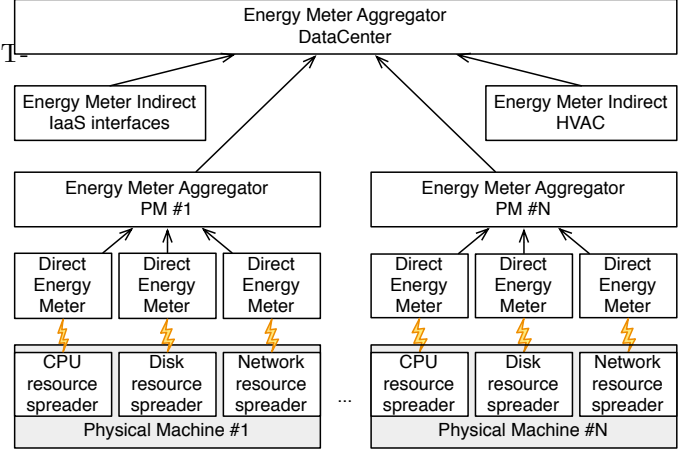 Energy Meter Aggregator
DataCenter
T-
Energy Meter Indirect
IaaS interfaces
Energy Meter Indirect
HVAC
Energy Meter Aggregator
PM #1
Energy Meter Aggregator
PM #N
Direct
Energy
Meter
Direct
Energy
Meter
Direct
Energy
Meter
Direct
Energy
Meter
Direct
Energy
Meter
Direct
Energy
Meter
CPU
resource
spreader
Disk
resource
spreader
Network
resource
spreader
...
CPU
resource
spreader
Disk
resource
spreader
Network
resource
spreader
Physical Machine #1
Physical Machine #N